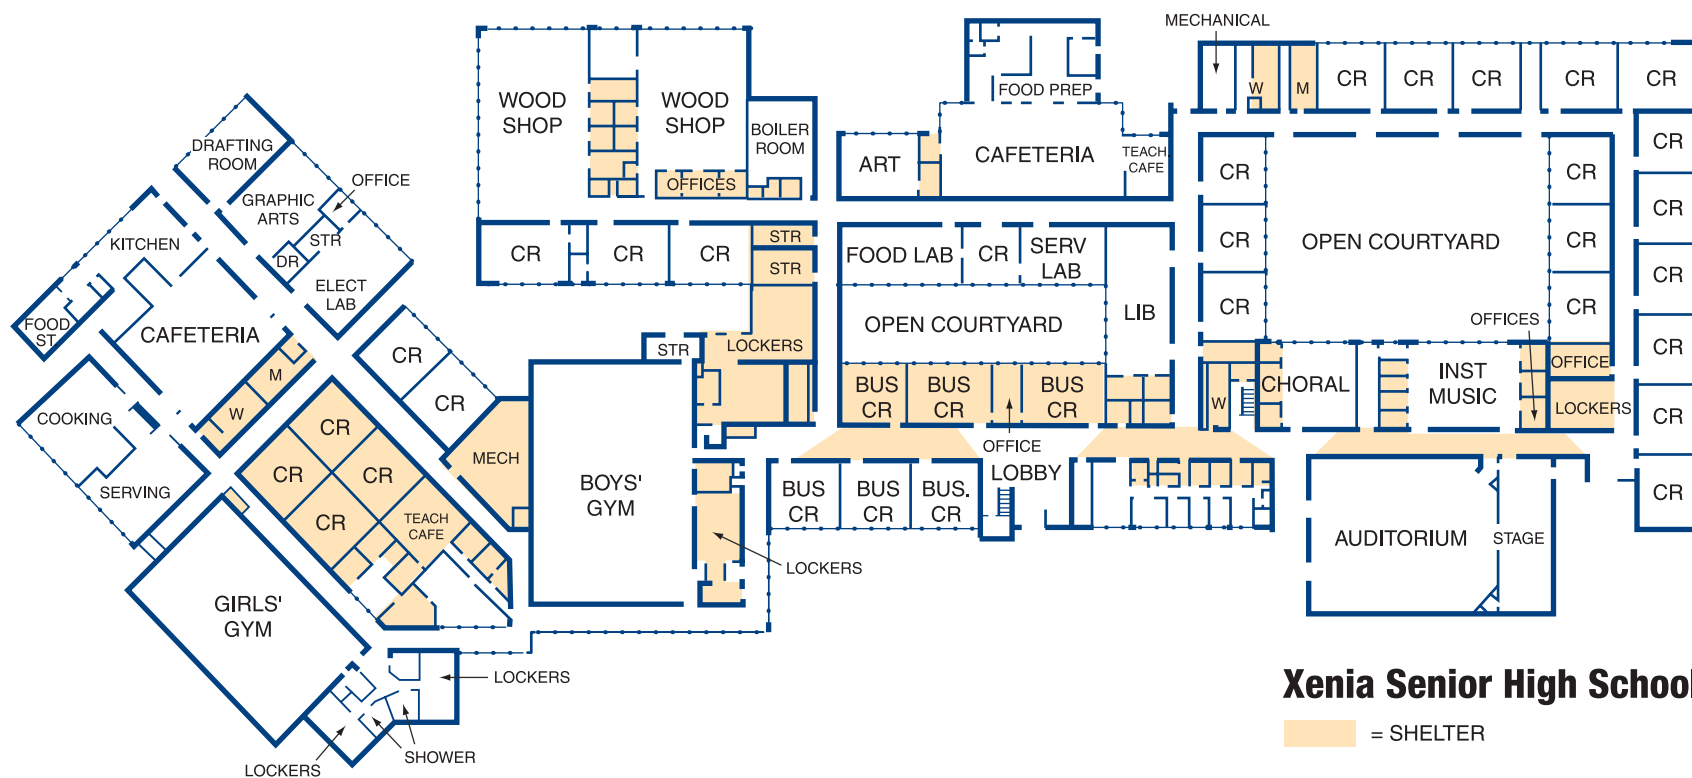 MECHANICAL
WOOD
SHOP
WOOD
SHOP
BOILER
ROOM
OFFICES
FOOD PREP
ART
CAFETERIA
TEACH.
CAFE
W
M
CR
CR
CR
CR
CR
CR
CR
CR
CR
CR
CR
DRAFTING
ROOM
OFFICE
GRAPHIC
ARTS
STR
DR
ELECT
LAB
KITCHEN
FOOD
ST.
CAFETERIA
M
W
COOKING
SERVING
CR
CR
CR
CR
CR
STR
STR
LOCKERS
STR
FOOD LAB
CR
SERV
LAB
OPEN COURTYARD
LIB
BUS
CR
BUS
CR
BUS
CR
OFFICE
CR
CR
CR
OPEN COURTYARD
CR
CR
CR
OFFICES
W
CHORAL
INST
MUSIC
OFFICE
LOCKERS
CR
CR
CR
CR
TEACH
CAFE
MECH
BOYS'
GYM
LOCKERS
BUS
CR
BUS
CR
BUS.
CR
LOBBY
AUDITORIUM
STAGE
GIRLS'
GYM
LOCKERS
SHOWER
LOCKERS
Xenia Senior High School
= SHELTER